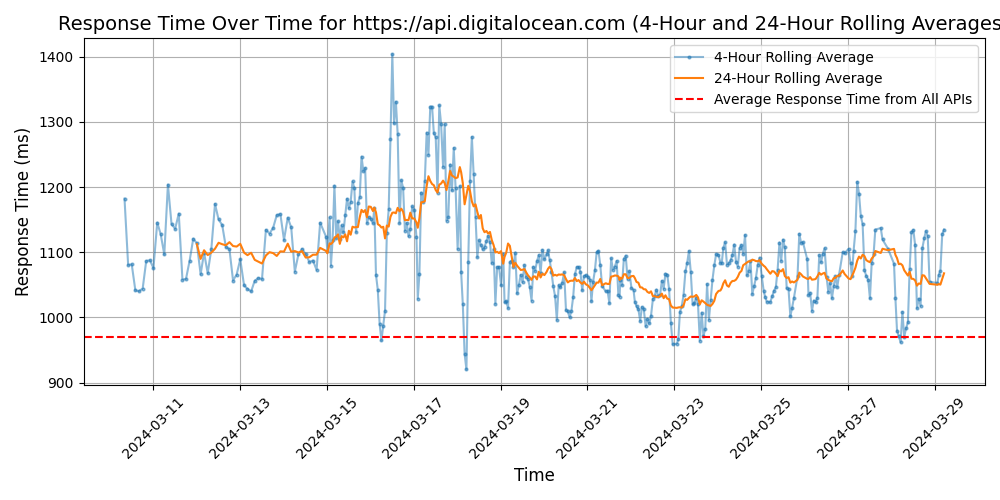 Response Time Over Time for https://api.digitalocean.com (4-Hour and 24-Hour Rolling Averages
4-Hour Rolling Average
24-Hour Rolling Average
Average Response Time from All APIs
Response Time (ms)
1400
1300
1200
1100
1000
900
2024-03-11
2024-03-13
2024-03-15
2024-03-17
2024-03-19
2024-03-21
2024-03-23
2024-03-25
2024-03-27
2024-03-29
Time